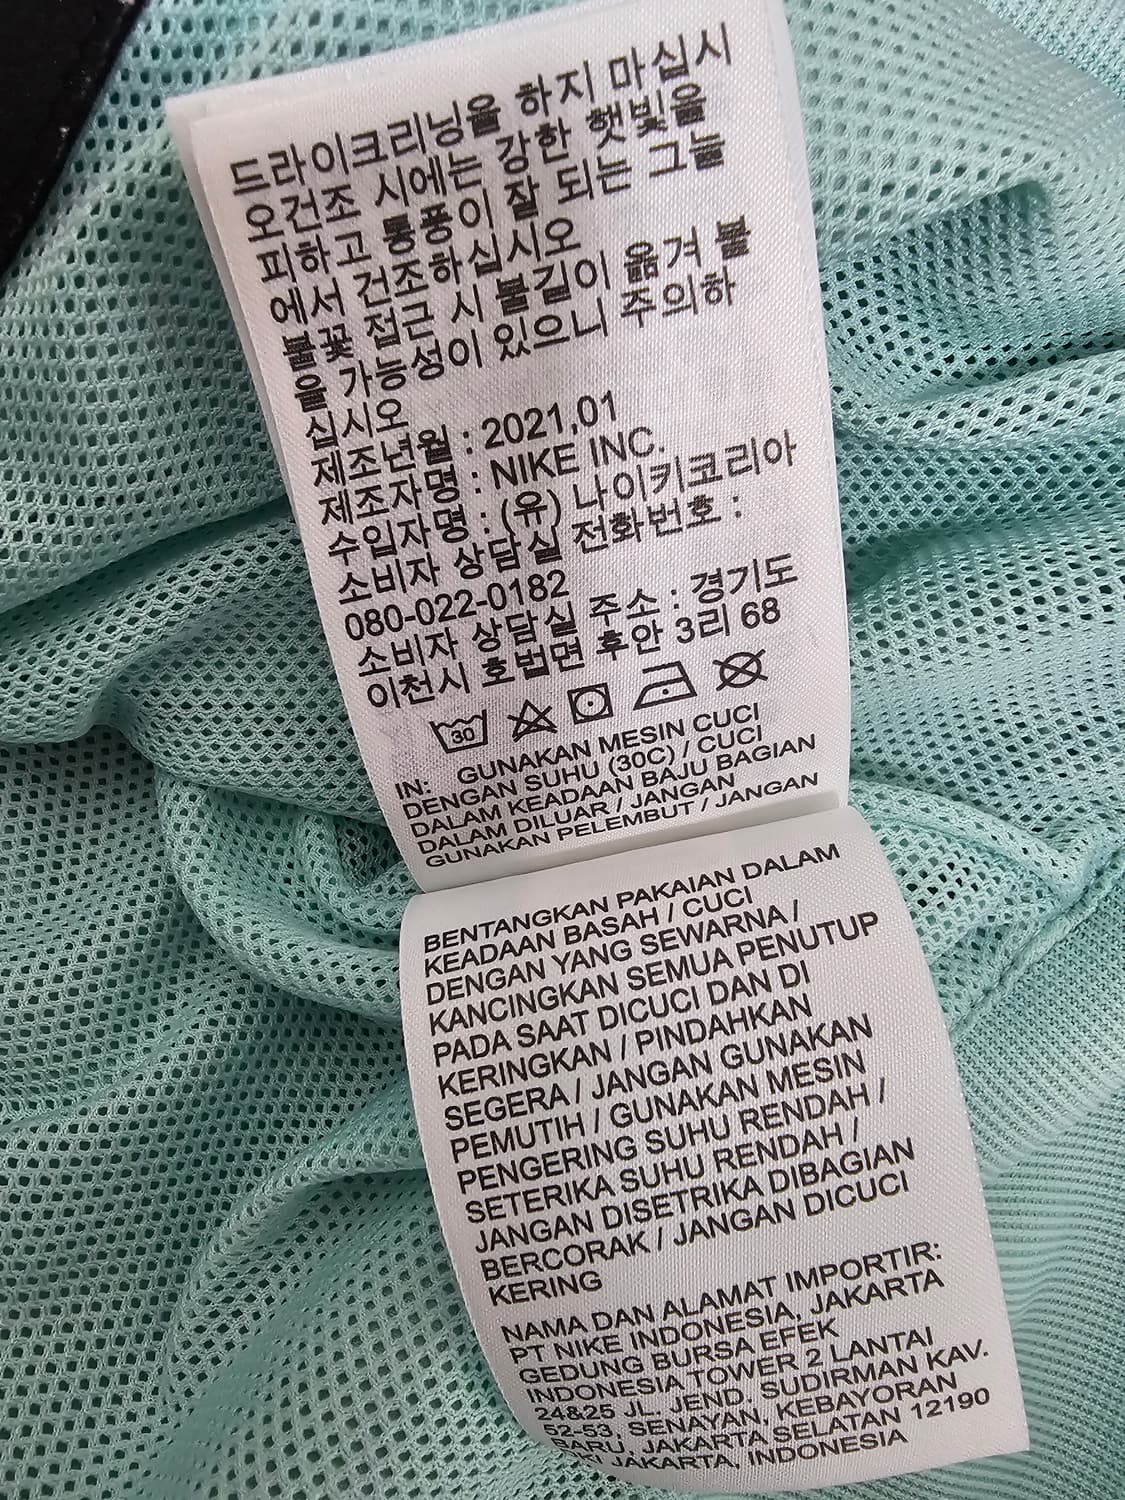 드라이크리닝을 하지 마십시
오건조 시에는 강한 햇빛을
피하고 통풍이 잘 되는 그늘
에서 건조하십시오
불꽃 접근 시 불길이 옮겨 붙
을 가능성이 있으니 주의하
십시오
제조년월 : 2021,01
제조자명 : NIKE INC.
수입자명 : (유) 나이키코리아
소비자 상담실 전화번호 :
080-022-0182
소비자 상담실 주소 : 경기도
이천시 호법면 후안 3리 68
30
IN: GUNAKAN MESIN CUCI
DENGAN SUHU (30C) / CUCI
DALAM KEADAAN BAJU BAGIAN
DALAM DILUAR / JANGAN
GUNAKAN PELEMBUT / JANGAN
BENTANGKAN PAKAIAN DALAM
KEADAAN BASAH / CUCI
DENGAN YANG SEWARNA /
KANCINGKAN SEMUA PENUTUP
PADA SAAT DICUCI DAN DI
KERINGKAN / PINDAHKAN
SEGERA / JANGAN GUNAKAN
PEMUTIH / GUNAKAN MESIN
PENGERING SUHU RENDAH /
SETERIKA SUHU RENDAH /
JANGAN DISETRIKA DIBAGIAN
BERCORAK / JANGAN DICUCI
KERING
NAMA DAN ALAMAT IMPORTIR:
PT NIKE INDONESIA, JAKARTA
GEDUNG BURSA EFEK
INDONESIA TOWER 2 LANTAI
24&25 JL. JEND. SUDIRMAN KAV.
52-53, SENAYAN, KEBAYORAN
BARU, JAKARTA SELATAN 12190
JAKARTA, INDONESIA